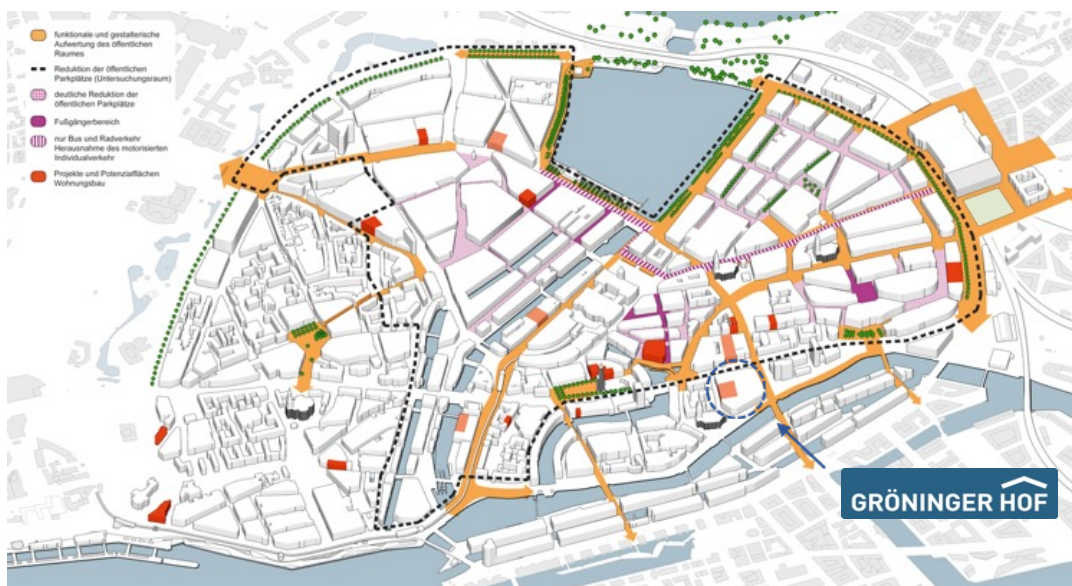 funktionale und gestalterische
Aufwertung des öffentlichen
Raumes
Reduktion der öffentlichen
Parkplätze (Untersuchungsraum)
deutliche Reduktion der
öffentlichen Parkplätze
Fußgängerbereich
nur Bus und Radverkehr
Herausnahme des motorisierten
Individualverkehr
Projekte und Potenzialflächen
Wohnungsbau
GRÖNINGER HOF